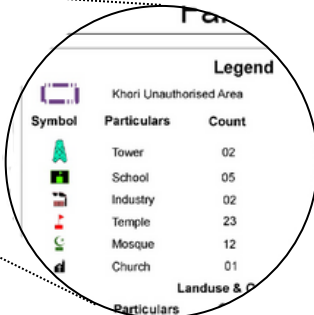 Legend
Khori Unauthorised Area
Symbol Particulars Count
Tower 02
School 05
Industry 02
Temple 23
Mosque 12
Church 01
Landuse &
Particulars